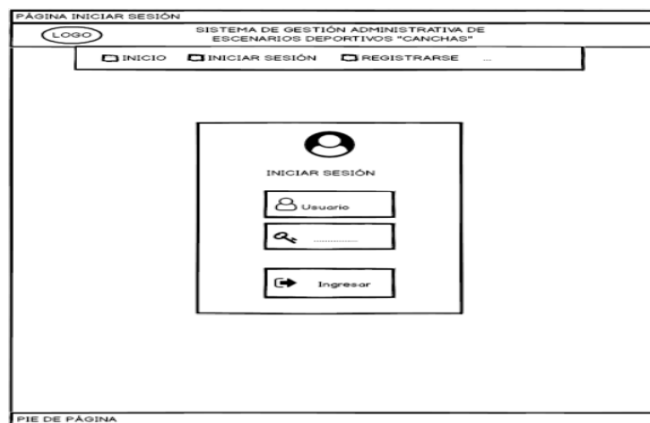 PÁGINA INICIAR SESIÓN
LOGO
SISTEMA DE GESTIÓN ADMINISTRATIVA DE
ESCENARIOS DEPORTIVOS "CANCHAS"
INICIO INICIAR SESIÓN REGISTRARSE ...
INICIAR SESIÓN
Usuario
..............
Ingresar
PIE DE PÁGINA